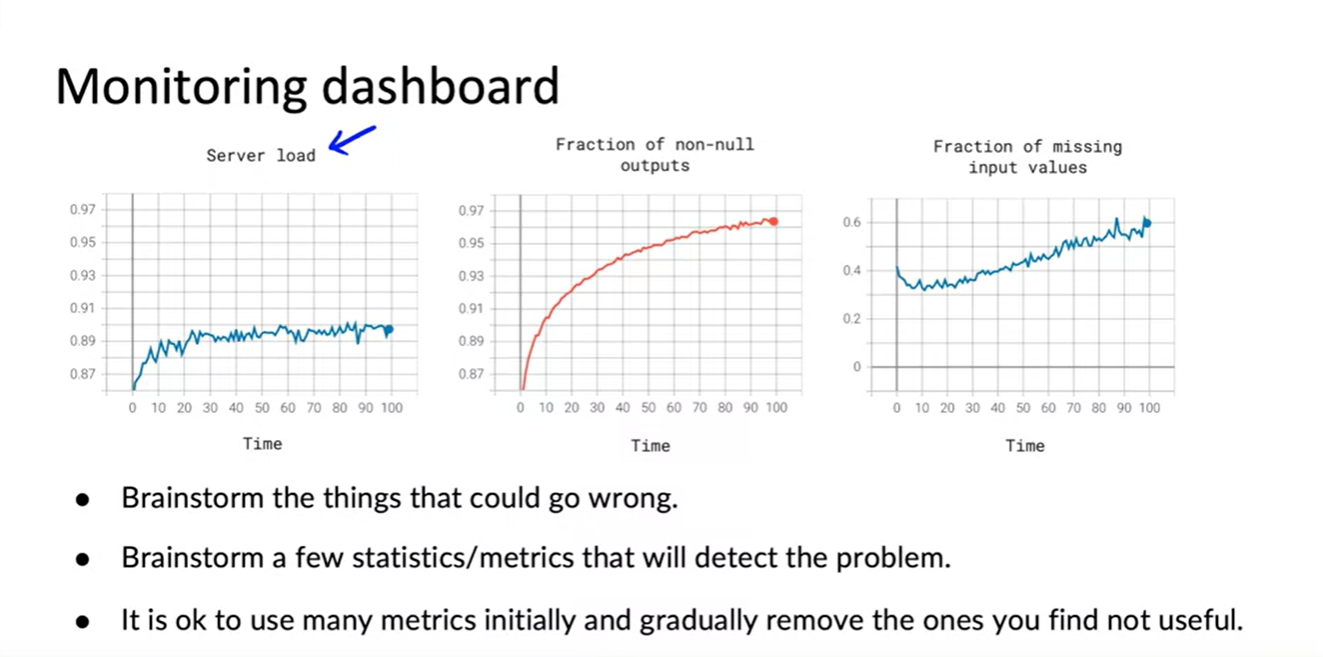 Monitoring dashboard
Server load
0.97
0.95
0.93
0.91
0.89
0.87
0 10 20 30 40 50 60 70 80 90 100
Time
Fraction of non-null
outputs
0.97
0.95
0.93
0.91
0.89
0.87
0 10 20 30 40 50 60 70 80 90 100
Time
Fraction of missing
input values
0.6
0.4
0.2
0
0 10 20 30 40 50 60 70 80 90 100
Time
● Brainstorm the things that could go wrong.
● Brainstorm a few statistics/metrics that will detect the problem.
● It is ok to use many metrics initially and gradually remove the ones you find not useful.